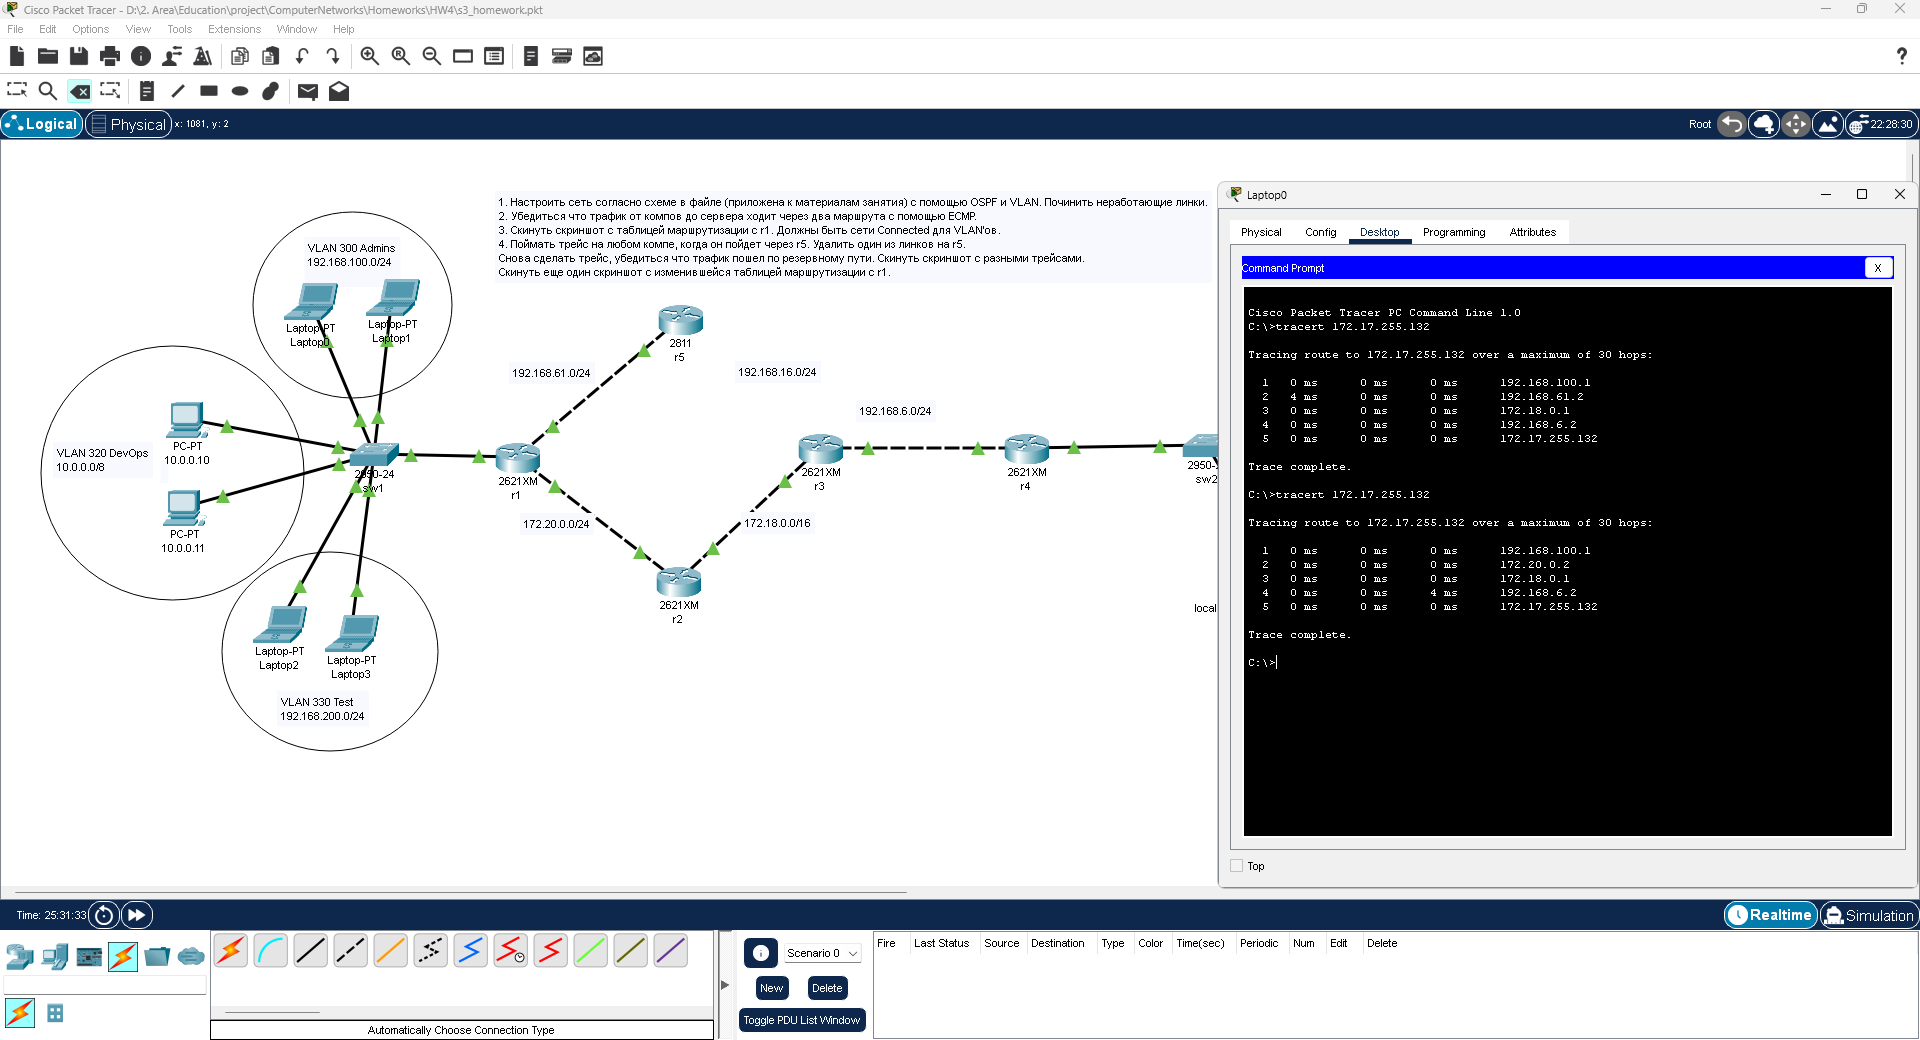 Cisco Packet Tracer - D:\2. Area\Education\project\ComputerNetworks\Homeworks\HW4\s3_homework.pkt
File Edit Options View Tools Extensions Window Help
Logical Physical x: 1081, y: 2 Root 22:28:30
1. Настроить сеть согласно схеме в файле (приложена к материалам занятия) с помощью OSPF и VLAN. Починить неработающие линки.
2. Убедиться что трафик от компов до сервера ходит через два маршрута с помощью ECMP.
3. Скинуть скриншот с таблицей маршрутизации с r1. Должны быть сети Connected для VLAN'ов.
4. Поймать трейс на любом компе, когда он пойдет через r5. Удалить один из линков на r5.
Снова сделать трейс, убедиться что трафик пошел по резервному пути. Скинуть скриншот с разными трейсами.
Скинуть еще один скриншот с изменившейся таблицей маршрутизации с r1.
VLAN 300 Admins
192.168.100.0/24
Laptop-PT
Laptop0
Laptop-PT
Laptop1
VLAN 320 DevOps
10.0.0.0/8
PC-PT
10.0.0.10
PC-PT
10.0.0.11
2950-24
sw1
Laptop-PT
Laptop2
Laptop-PT
Laptop3
VLAN 330 Test
192.168.200.0/24
2811
r5
192.168.61.0/24
192.168.16.0/24
192.168.6.0/24
2621XM
r1
2621XM
r3
2621XM
r4
2950-
sw2
172.20.0.0/24
172.18.0.0/16
2621XM
r2
local
Laptop0
Physical Config Desktop Programming Attributes
Command Prompt X
Cisco Packet Tracer PC Command Line 1.0
C:\>tracert 172.17.255.132
Tracing route to 172.17.255.132 over a maximum of 30 hops:
1 0 ms 0 ms 0 ms 192.168.100.1
2 4 ms 0 ms 0 ms 192.168.61.2
3 0 ms 0 ms 0 ms 172.18.0.1
4 0 ms 0 ms 0 ms 192.168.6.2
5 0 ms 0 ms 0 ms 172.17.255.132
Trace complete.
C:\>tracert 172.17.255.132
Tracing route to 172.17.255.132 over a maximum of 30 hops:
1 0 ms 0 ms 0 ms 192.168.100.1
2 0 ms 0 ms 0 ms 172.20.0.2
3 0 ms 0 ms 0 ms 172.18.0.1
4 0 ms 0 ms 4 ms 192.168.6.2
5 0 ms 0 ms 0 ms 172.17.255.132
Trace complete.
C:\>
Top
Time: 25:31:33 Realtime Simulation
Scenario 0
New Delete
Toggle PDU List Window
Fire Last Status Source Destination Type Color Time(sec) Periodic Num Edit Delete
Automatically Choose Connection Type